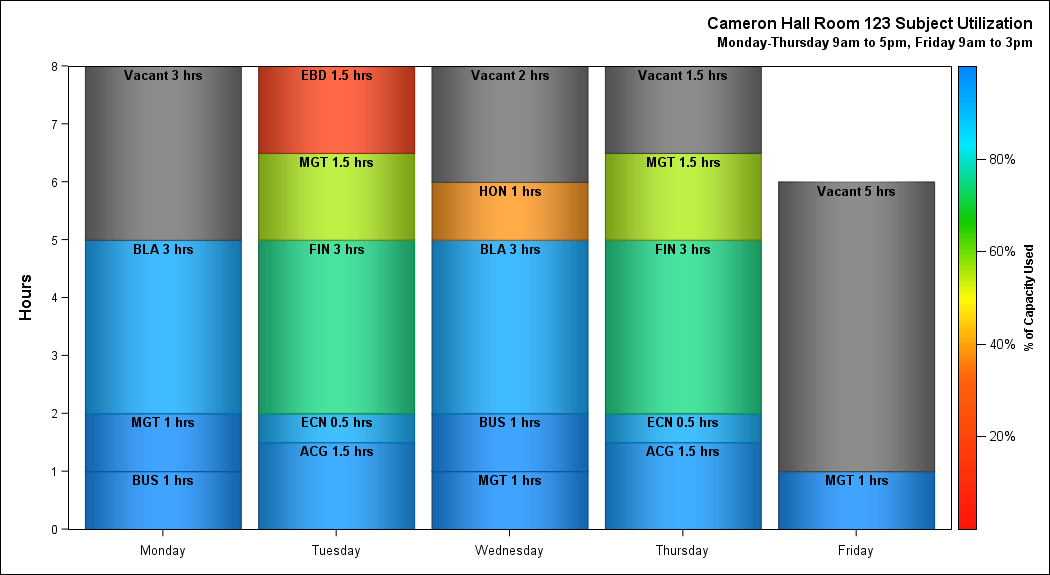 Cameron Hall Room 123 Subject Utilization
Monday-Thursday 9am to 5pm, Friday 9am to 3pm
Hours
8
7
6
5
4
3
2
1
0
Vacant 3 hrs
BLA 3 hrs
MGT 1 hrs
BUS 1 hrs
EBD 1.5 hrs
MGT 1.5 hrs
FIN 3 hrs
ECN 0.5 hrs
ACG 1.5 hrs
Vacant 2 hrs
HON 1 hrs
BLA 3 hrs
BUS 1 hrs
MGT 1 hrs
Vacant 1.5 hrs
MGT 1.5 hrs
FIN 3 hrs
ECN 0.5 hrs
ACG 1.5 hrs
Vacant 5 hrs
MGT 1 hrs
Monday
Tuesday
Wednesday
Thursday
Friday
80%
60%
40%
20%
% of Capacity Used